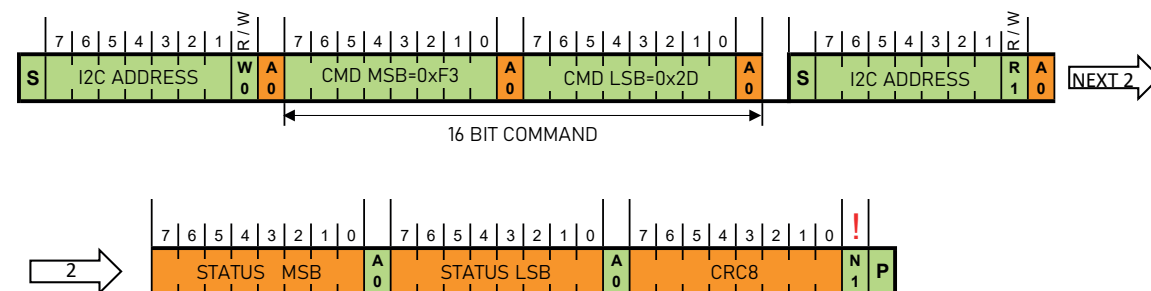 7 6 5 4 3 2 1 R/W 7 6 5 4 3 2 1 0 7 6 5 4 3 2 1 0 7 6 5 4 3 2 1 R/W
S I2C ADDRESS W 0 A 0 CMD MSB=0xF3 A 0 CMD LSB=0x2D A 0 S I2C ADDRESS R 1 A 0 NEXT 2
16 BIT COMMAND
7 6 5 4 3 2 1 0 7 6 5 4 3 2 1 0 7 6 5 4 3 2 1 0 !
2 STATUS MSB A 0 STATUS LSB A 0 CRC8 N 1 P